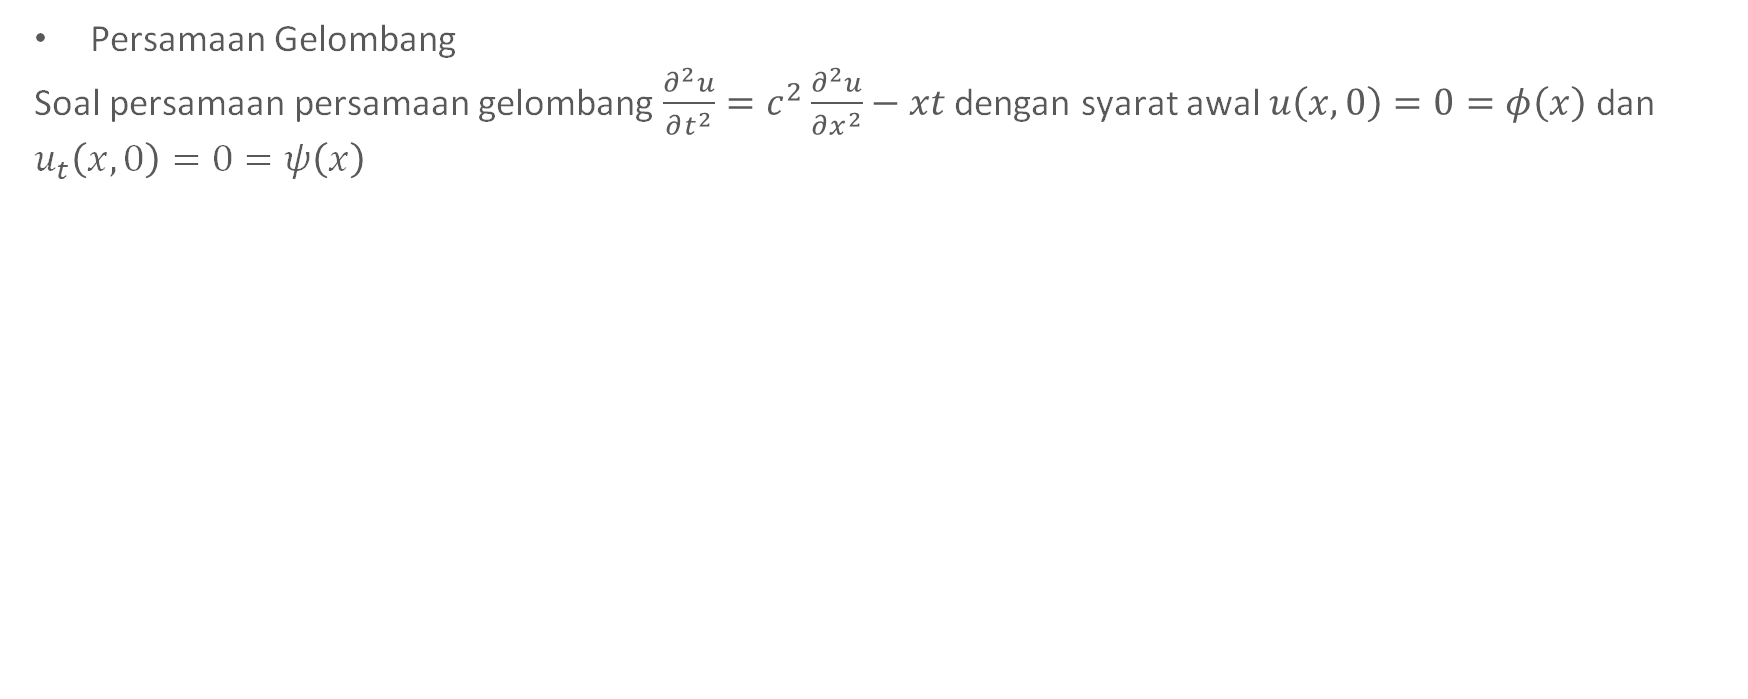 • Persamaan Gelombang
Soal persamaan persamaan gelombang ∂²u/∂t² = c² ∂²u/∂x² − xt dengan syarat awal u(x, 0) = 0 = ϕ(x) dan
uₜ(x, 0) = 0 = ψ(x)